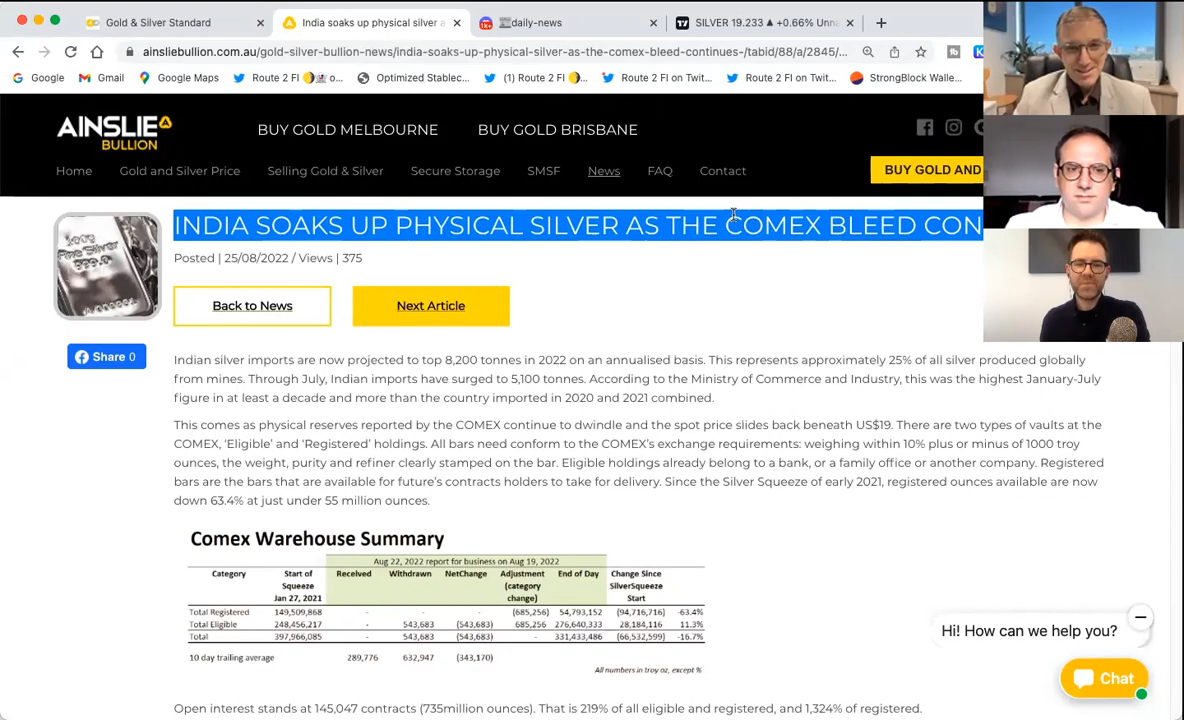 Gold & Silver Standard
India soaks up physical silver
daily-news
SILVER 19.233 ▲ +0.66%
ainsliebullion.com.au/gold-silver-bullion-news/india-soaks-up-physical-silver-as-the-comex-bleed-continues-/tabid/88/a/2845/...
Google Gmail Google Maps Route 2 FI o... Optimized Stablec... (1) Route 2 FI ... Route 2 FI on Twit... Route 2 FI on Twit... StrongBlock Walle...
AINSLIE
BULLION
BUY GOLD MELBOURNE BUY GOLD BRISBANE
Home Gold and Silver Price Selling Gold & Silver Secure Storage SMSF News FAQ Contact
BUY GOLD AND
INDIA SOAKS UP PHYSICAL SILVER AS THE COMEX BLEED CON
Posted | 25/08/2022 / Views | 375
Back to News Next Article
Share 0
Indian silver imports are now projected to top 8,200 tonnes in 2022 on an annualised basis. This represents approximately 25% of all silver produced globally
from mines. Through July, Indian imports have surged to 5,100 tonnes. According to the Ministry of Commerce and Industry, this was the highest January-July
figure in at least a decade and more than the country imported in 2020 and 2021 combined.
This comes as physical reserves reported by the COMEX continue to dwindle and the spot price slides back beneath US$19. There are two types of vaults at the
COMEX, 'Eligible' and 'Registered' holdings. All bars need conform to the COMEX's exchange requirements: weighing within 10% plus or minus of 1000 troy
ounces, the weight, purity and refiner clearly stamped on the bar. Eligible holdings already belong to a bank, or a family office or another company. Registered
bars are the bars that are available for future's contracts holders to take for delivery. Since the Silver Squeeze of early 2021, registered ounces available are now
down 63.4% at just under 55 million ounces.
Comex Warehouse Summary
Aug 22, 2022 report for business on Aug 19, 2022
Category Start of Squeeze Jan 27, 2021 Received Withdrawn NetChange Adjustment (category change) End of Day Change Since SilverSqueeze Start
Total Registered 149,509,868 - - - (685,256) 54,793,152 (94,716,716) -63.4%
Total Eligible 248,456,217 - 543,683 (543,683) 685,256 276,640,333 28,184,116 11.3%
Total 397,966,085 - 543,683 (543,683) - 331,433,486 (66,532,599) -16.7%
10 day trailing average 289,776 632,947 (343,170)
All numbers in troy oz, except %
Open interest stands at 145,047 contracts (735million ounces). That is 219% of all eligible and registered, and 1,324% of registered.
Hi! How can we help you?
Chat